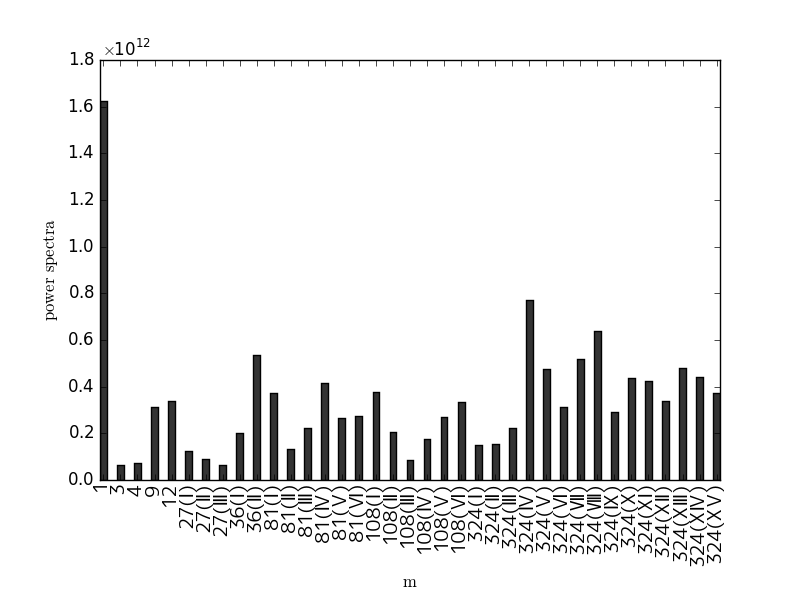 ×10^12
1.8
1.6
1.4
1.2
1.0
0.8
0.6
0.4
0.2
0.0
power spectra
1
3
4
9
12
27(I)
27(II)
27(III)
36(I)
36(II)
81(I)
81(II)
81(III)
81(IV)
81(V)
81(VI)
108(I)
108(II)
108(III)
108(IV)
108(V)
108(VI)
324(I)
324(II)
324(III)
324(IV)
324(V)
324(VI)
324(VII)
324(VIII)
324(IX)
324(X)
324(XI)
324(XII)
324(XIII)
324(XIV)
324(XV)
m